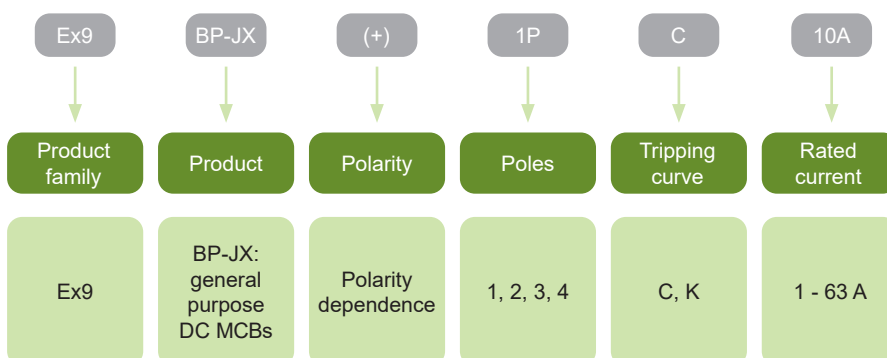 Ex9
BP-JX
(+)
1P
C
10A
Product
family
Product
Polarity
Poles
Tripping
curve
Rated
current
Ex9
BP-JX:
general
purpose
DC MCBs
Polarity
dependence
1, 2, 3, 4
C, K
1 - 63 A